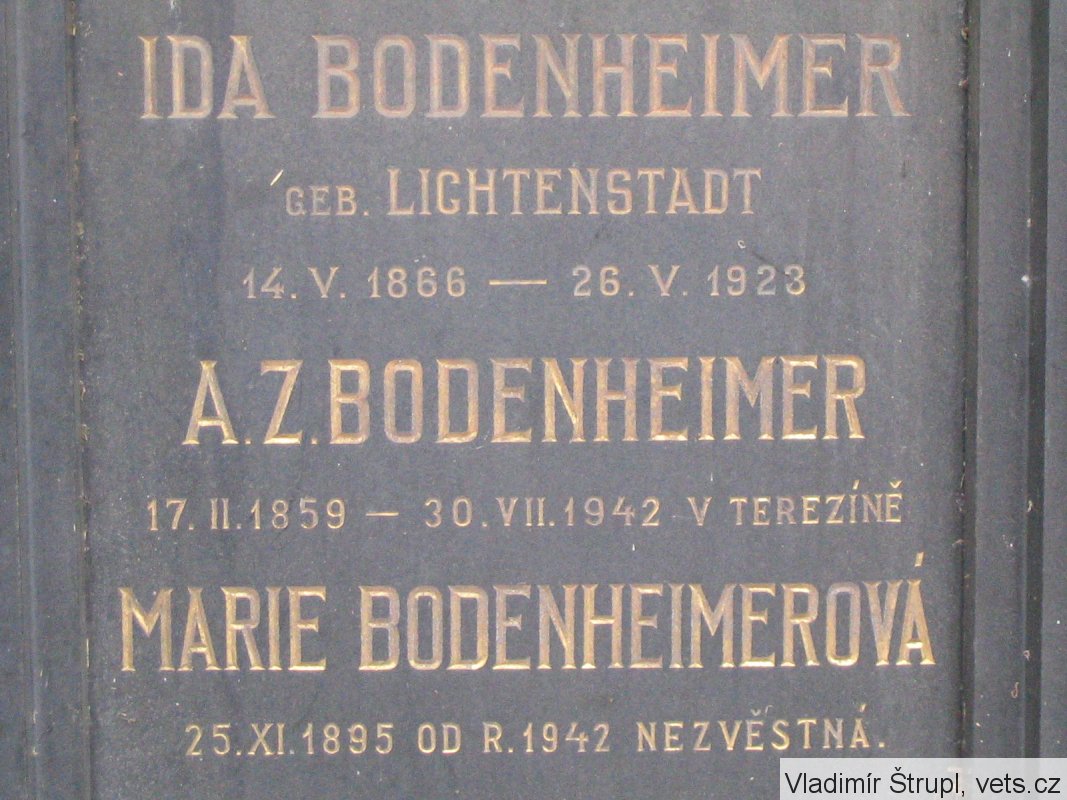 IDA BODENHEIMER
GEB. LICHTENSTADT
14. V. 1866 — 26. V. 1923
A. Z. BODENHEIMER
17. II. 1859 — 30. VII. 1942 V TEREZÍNĚ
MARIE BODENHEIMEROVÁ
25. XI. 1895 OD R. 1942 NEZVĚSTNÁ.
Vladimír Štrupl, vets.cz